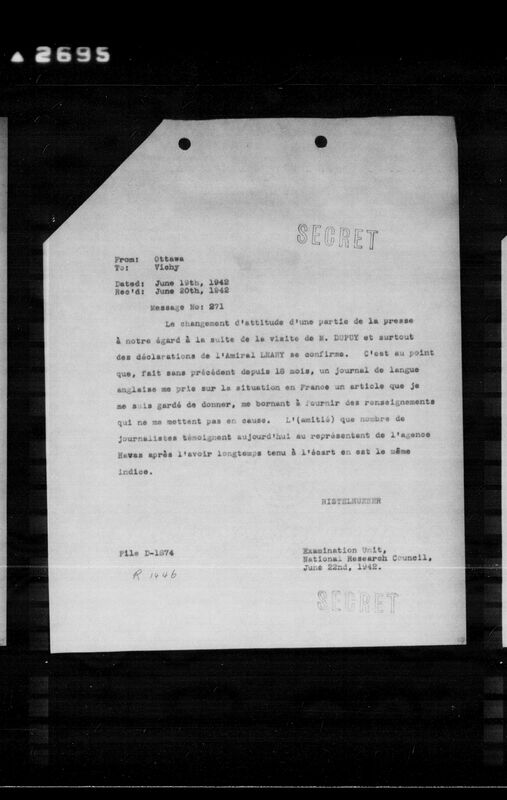 ▲ 2695
SECRET
From: Ottawa
To: Vichy
Dated: June 19th, 1942
Rec'd: June 20th, 1942
Message No: 271
Le changement d'attitude d'une partie de la presse
à notre égard à la suite de la visite de M. DUPUY et surtout
des déclarations de l'Amiral LEAHY se confirme. C'est au point
que, fait sans précédent depuis 18 mois, un journal de langue
anglaise me prie sur la situation en France un article que je
me suis gardé de donner, me bornant à fournir des renseignements
qui ne me mettent pas en cause. L'(amitié) que nombre de
journalistes témoignent aujourd'hui au représentant de l'agence
Havas après l'avoir longtemps tenu à l'écart en est le même
indice.
RISTELHUEBER
File D-1874
Examination Unit,
National Research Council,
June 22nd, 1942.
R 1446
SECRET